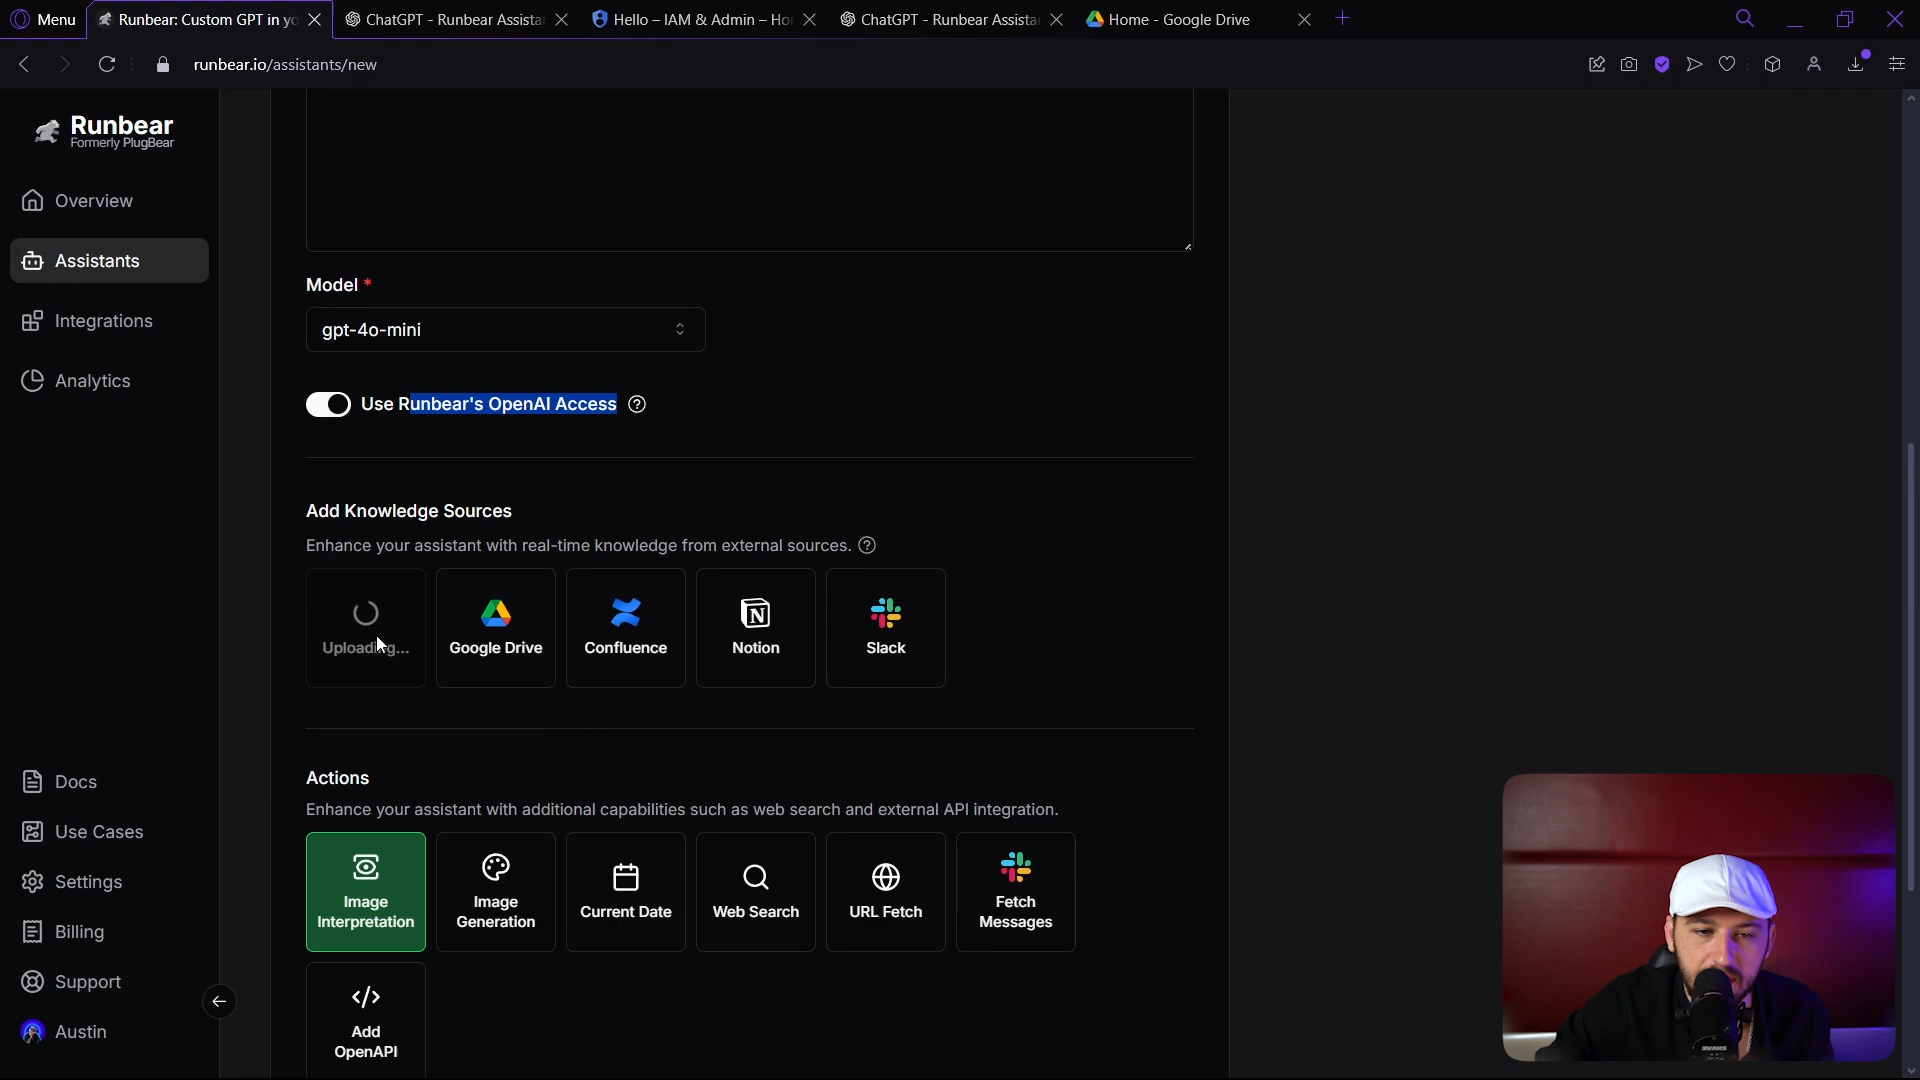 Menu
Runbear: Custom GPT in yo
ChatGPT - Runbear Assistan
Hello – IAM & Admin – Ho
ChatGPT - Runbear Assistan
Home - Google Drive
runbear.io/assistants/new
Runbear
Formerly PlugBear
Overview
Assistants
Integrations
Analytics
Docs
Use Cases
Settings
Billing
Support
Austin
Model *
gpt-4o-mini
Use Runbear's OpenAI Access
Add Knowledge Sources
Enhance your assistant with real-time knowledge from external sources.
Uploading...
Google Drive
Confluence
Notion
Slack
Actions
Enhance your assistant with additional capabilities such as web search and external API integration.
Image
Interpretation
Image
Generation
Current Date
Web Search
URL Fetch
Fetch
Messages
Add
OpenAPI